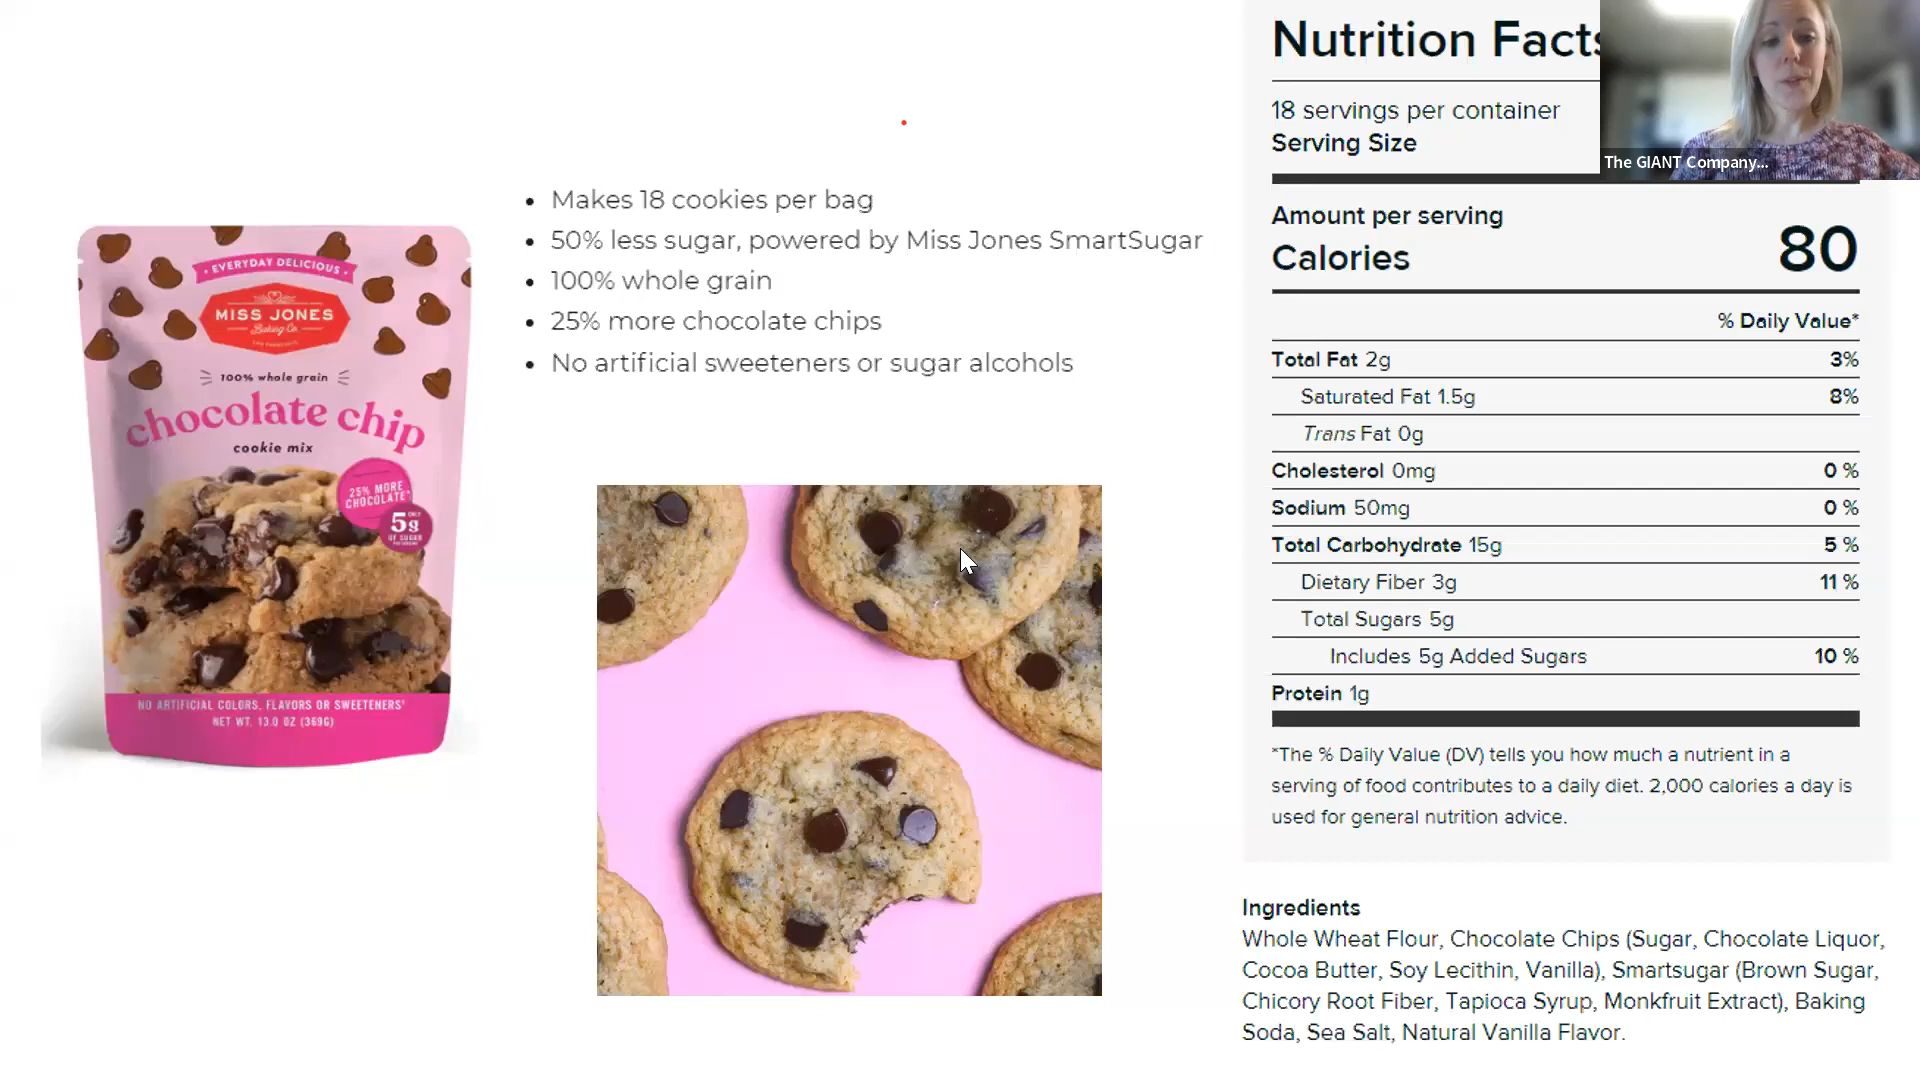 EVERYDAY DELICIOUS
MISS JONES
Baking Co.
SAN FRANCISCO
100% whole grain
chocolate chip
cookie mix
25% MORE
CHOCOLATE*
ONLY
5g
OF SUGAR
PER SERVING
NO ARTIFICIAL COLORS, FLAVORS OR SWEETENERS†
NET WT. 13.0 OZ (369G)
• Makes 18 cookies per bag
• 50% less sugar, powered by Miss Jones SmartSugar
• 100% whole grain
• 25% more chocolate chips
• No artificial sweeteners or sugar alcohols
Nutrition Facts
18 servings per container
Serving Size
The GIANT Company...
Amount per serving
Calories 80
% Daily Value*
Total Fat 2g 3%
Saturated Fat 1.5g 8%
Trans Fat 0g
Cholesterol 0mg 0 %
Sodium 50mg 0 %
Total Carbohydrate 15g 5 %
Dietary Fiber 3g 11 %
Total Sugars 5g
Includes 5g Added Sugars 10 %
Protein 1g
*The % Daily Value (DV) tells you how much a nutrient in a
serving of food contributes to a daily diet. 2,000 calories a day is
used for general nutrition advice.
Ingredients
Whole Wheat Flour, Chocolate Chips (Sugar, Chocolate Liquor,
Cocoa Butter, Soy Lecithin, Vanilla), Smartsugar (Brown Sugar,
Chicory Root Fiber, Tapioca Syrup, Monkfruit Extract), Baking
Soda, Sea Salt, Natural Vanilla Flavor.